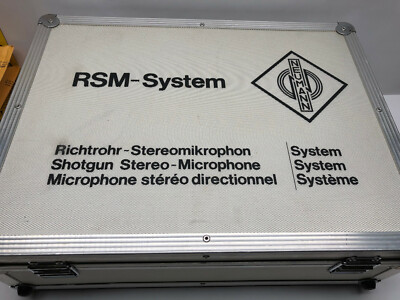 RSM-System
NEUMANN
Richtrohr-Stereomikrophon /System
Shotgun Stereo-Microphone /System
Microphone stéréo directionnel /Système